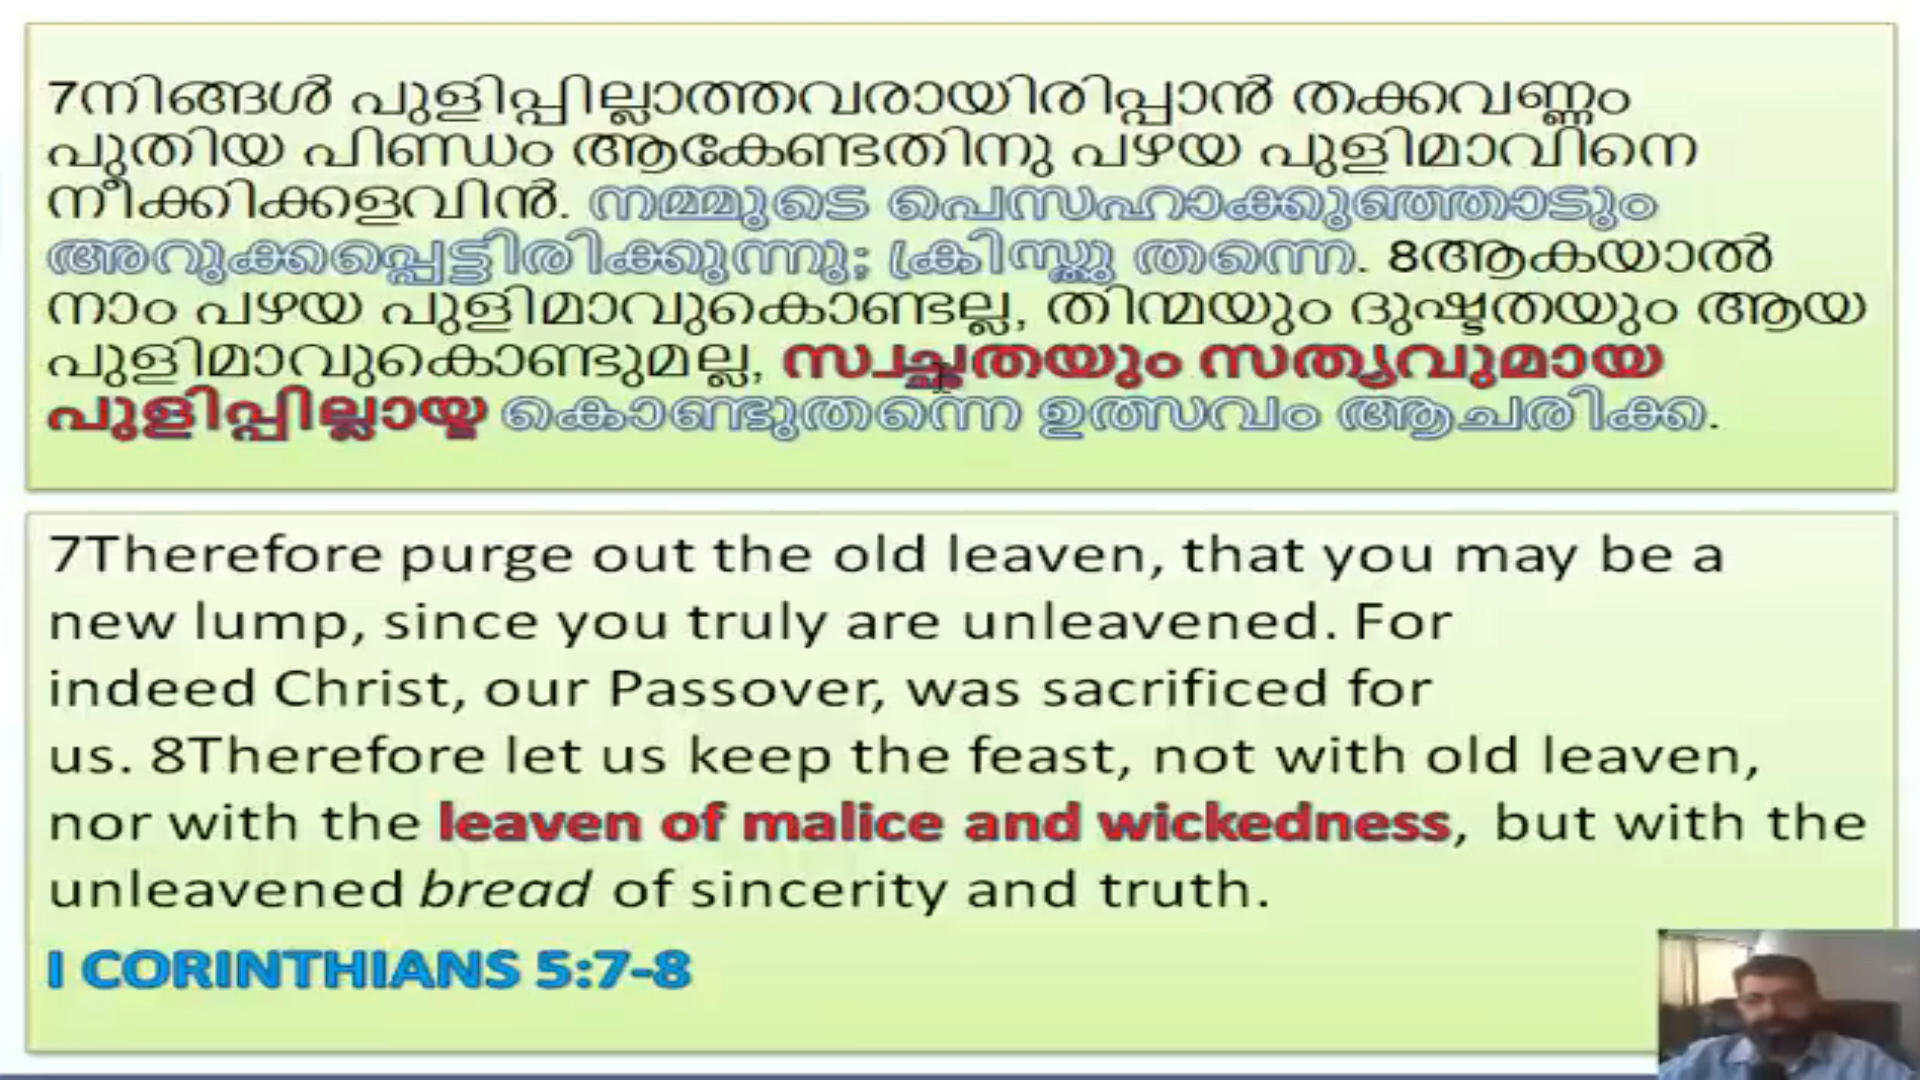 7നിങ്ങൾ പുളിപ്പില്ലാത്തവരായിരിപ്പാൻ തക്കവണ്ണം
പുതിയ പിണ്ഡം ആകേണ്ടതിനു പഴയ പുളിമാവിനെ
നീക്കിക്കളവിൻ. നമ്മുടെ പെസഹാക്കുഞ്ഞാടും
അറുക്കപ്പെട്ടിരിക്കുന്നു; ക്രിസ്തു തന്നെ. 8ആകയാൽ
നാം പഴയ പുളിമാവുകൊണ്ടല്ല, തിന്മയും ദുഷ്ടതയും ആയ
പുളിമാവുകൊണ്ടുമല്ല, സ്വച്ഛതയും സത്യവുമായ
പുളിപ്പില്ലായ്മ കൊണ്ടുതന്നെ ഉത്സവം ആചരിക്ക.
7Therefore purge out the old leaven, that you may be a
new lump, since you truly are unleavened. For
indeed Christ, our Passover, was sacrificed for
us. 8Therefore let us keep the feast, not with old leaven,
nor with the leaven of malice and wickedness, but with the
unleavened bread of sincerity and truth.
I CORINTHIANS 5:7-8